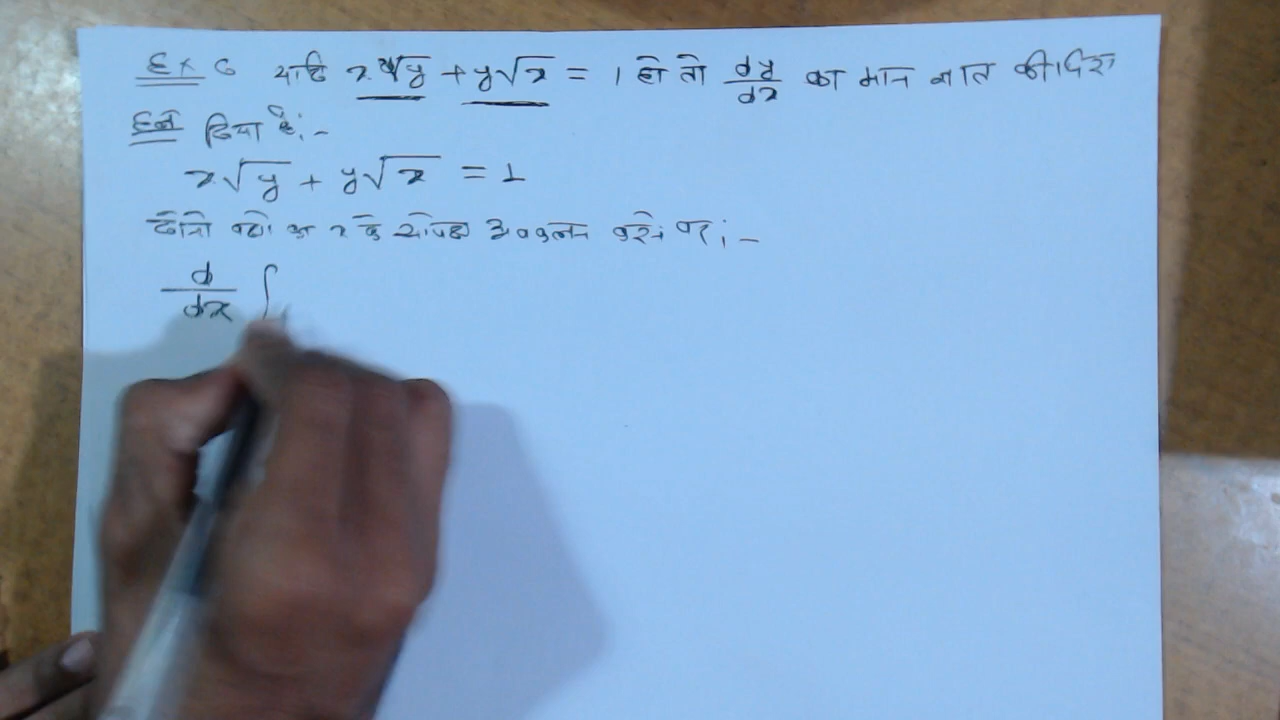 Ex 6 यदि x√y + y√x = 1 हो तो dy/dx का मान ज्ञात कीजिए
हल दिया है:-
x√y + y√x = 1
दोनों पक्षों का x के सापेक्ष अवकलन करने पर;-
d/dx